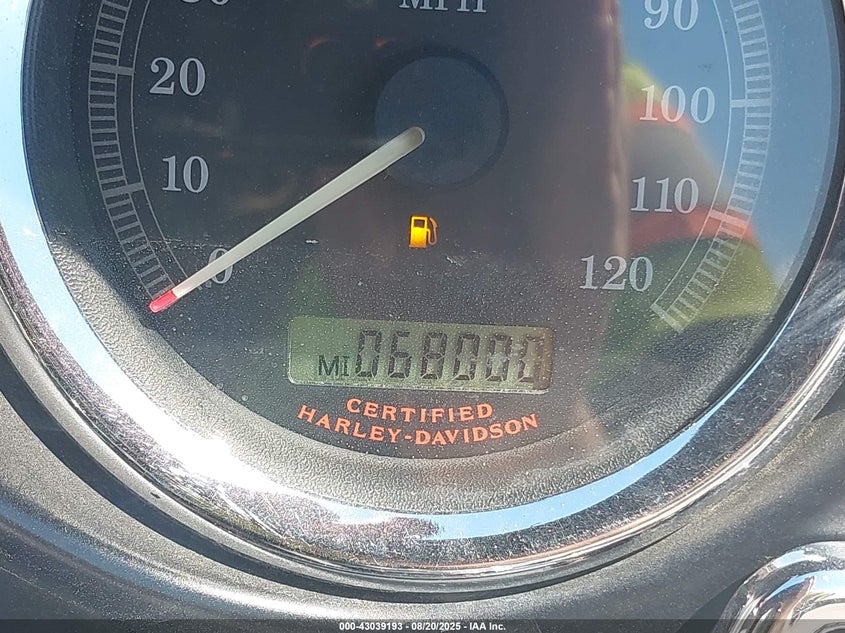 MPH
90
20
100
10
110
0
120
MI 068000
CERTIFIED
HARLEY-DAVIDSON
000-43039193 - 08/20/2025 - IAA Inc.